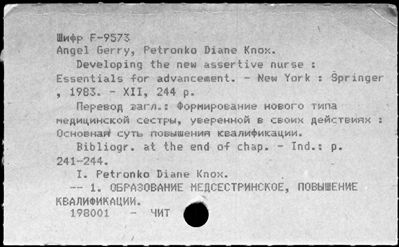 Шифр F-9573
Angel Gerry, Petronko Diane Knox.
Developing the new assertive nurse :
Essentials for advancement. - New York : Springer
, 1983. - XII, 244 p.
Перевод загл.: Формирование нового типа
медицинской сестры, уверенной в своих действиях :
Основная суть повышения квалификации.
Bibliogr. at the end of chap. - Ind.: p.
241-244.
I. Petronko Diane Knox.
-- 1. ОБРАЗОВАНИЕ МЕДСЕСТРИНСКОЕ, ПОВЫШЕНИЕ
КВАЛИФИКАЦИИ.
198001 - ЧИТ